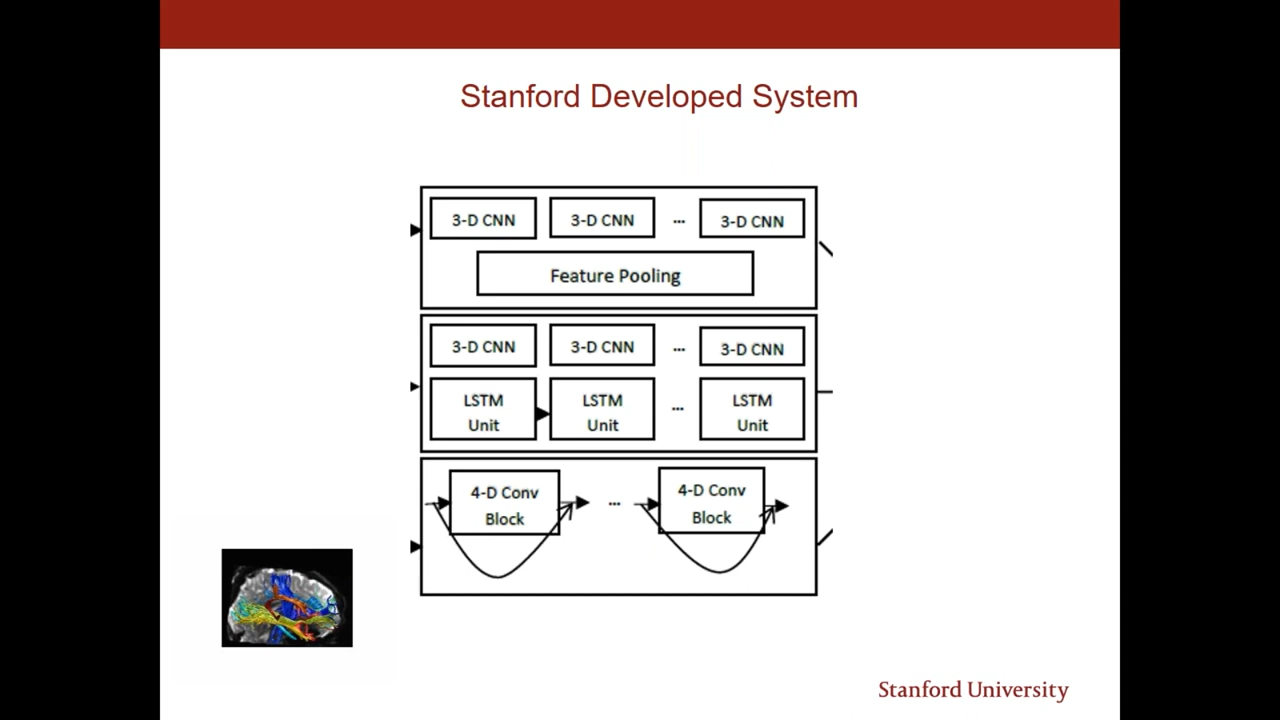 Stanford Developed System
3-D CNN 3-D CNN ... 3-D CNN
Feature Pooling
3-D CNN 3-D CNN ... 3-D CNN
LSTM Unit LSTM Unit ... LSTM Unit
4-D Conv Block ... 4-D Conv Block
Stanford University